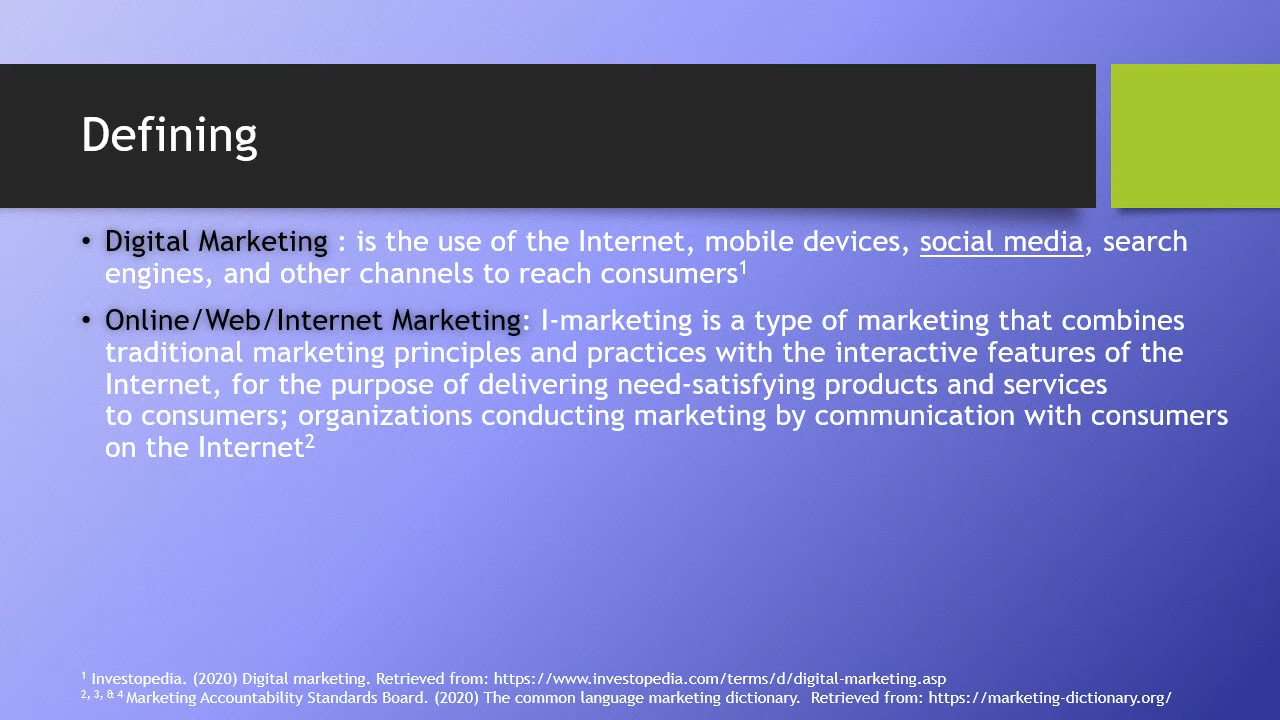 Defining
• Digital Marketing : is the use of the Internet, mobile devices, social media, search
engines, and other channels to reach consumers¹
• Online/Web/Internet Marketing: I-marketing is a type of marketing that combines
traditional marketing principles and practices with the interactive features of the
Internet, for the purpose of delivering need-satisfying products and services
to consumers; organizations conducting marketing by communication with consumers
on the Internet²
¹ Investopedia. (2020) Digital marketing. Retrieved from: https://www.investopedia.com/terms/d/digital-marketing.asp
2, 3, & 4 Marketing Accountability Standards Board. (2020) The common language marketing dictionary.  Retrieved from: https://marketing-dictionary.org/